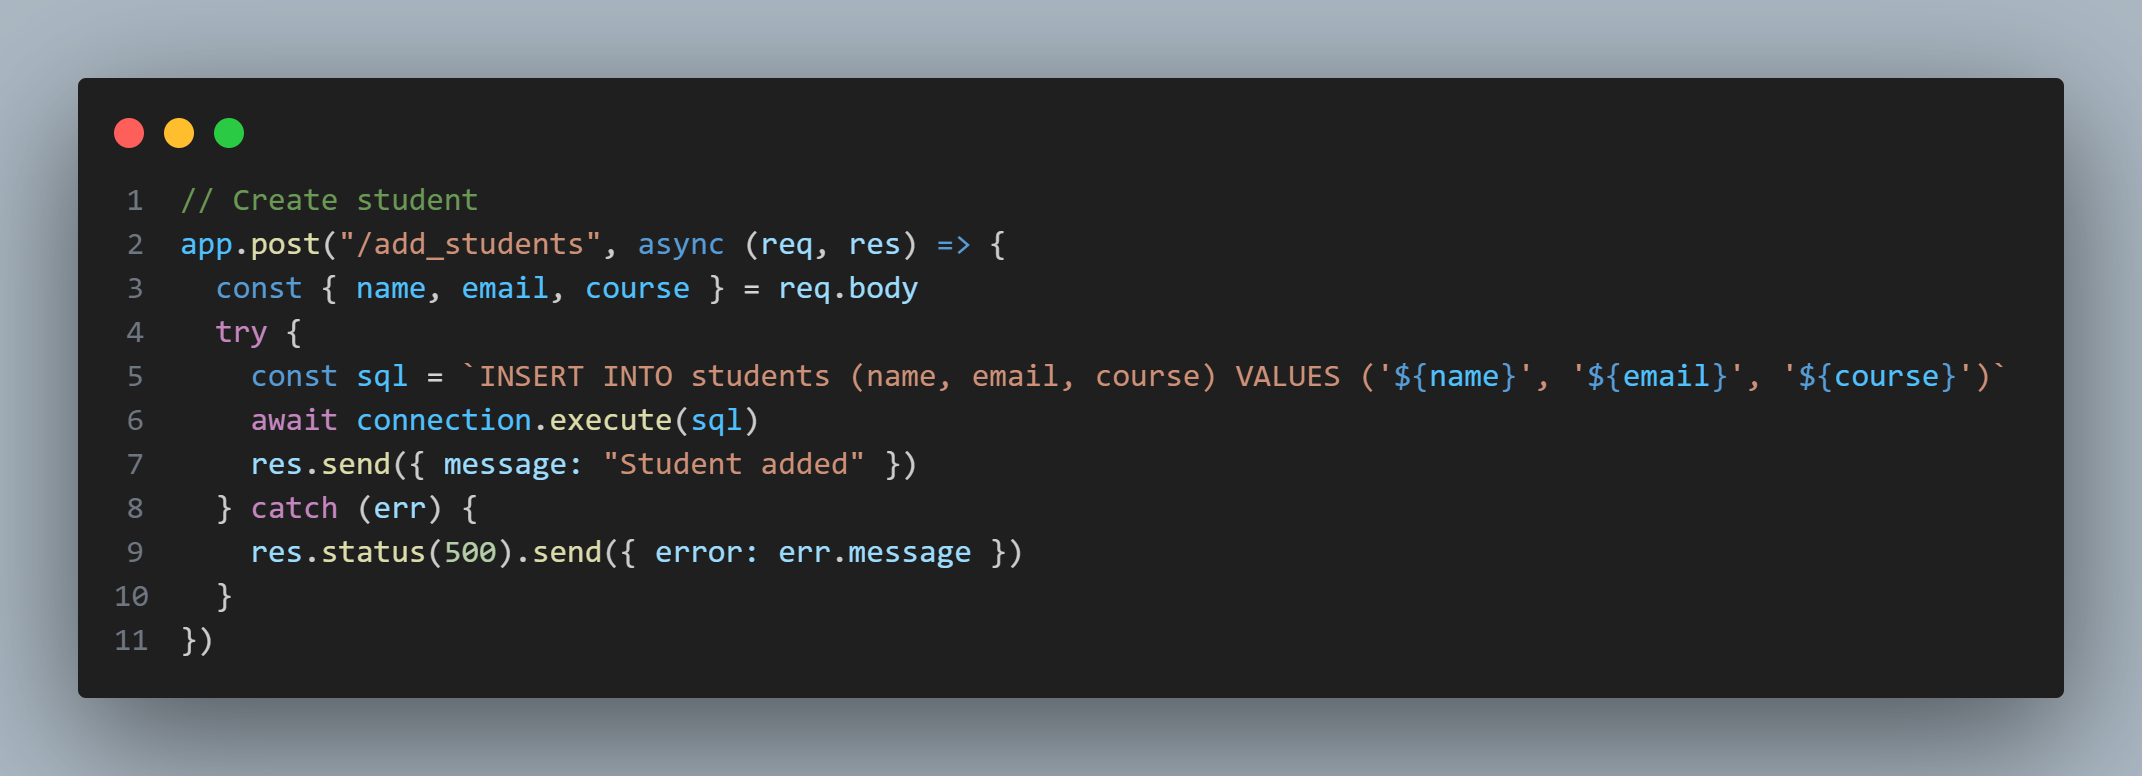 1 // Create student
2 app.post("/add_students", async (req, res) => {
3   const { name, email, course } = req.body
4   try {
5     const sql = `INSERT INTO students (name, email, course) VALUES ('${name}', '${email}', '${course}')`
6     await connection.execute(sql)
7     res.send({ message: "Student added" })
8   } catch (err) {
9     res.status(500).send({ error: err.message })
10   }
11 })